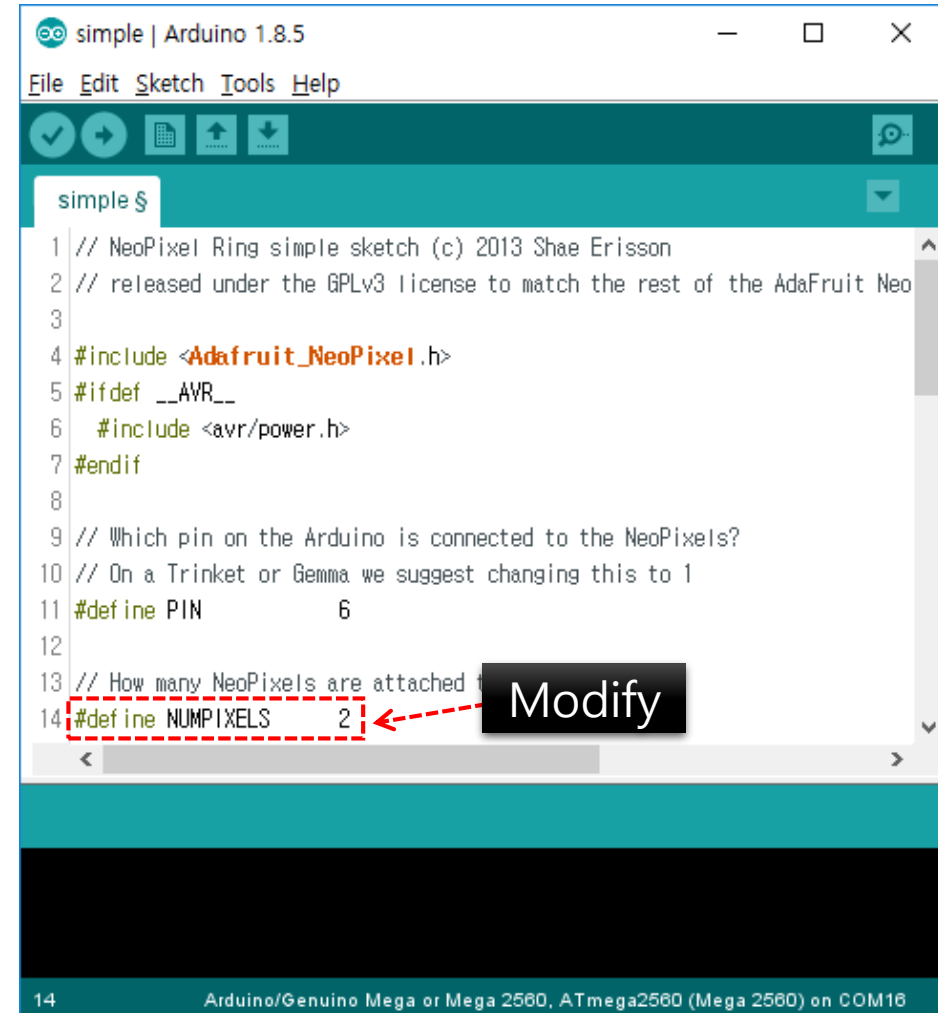 simple | Arduino 1.8.5
File Edit Sketch Tools Help
simple §
1 // NeoPixel Ring simple sketch (c) 2013 Shae Erisson
2 // released under the GPLv3 license to match the rest of the AdaFruit Neo
3
4 #include <Adafruit_NeoPixel.h>
5 #ifdef __AVR__
6   #include <avr/power.h>
7 #endif
8
9 // Which pin on the Arduino is connected to the NeoPixels?
10 // On a Trinket or Gemma we suggest changing this to 1
11 #define PIN            6
12
13 // How many NeoPixels are attached
14 #define NUMPIXELS      2
Modify
14 Arduino/Genuino Mega or Mega 2560, ATmega2560 (Mega 2560) on COM16